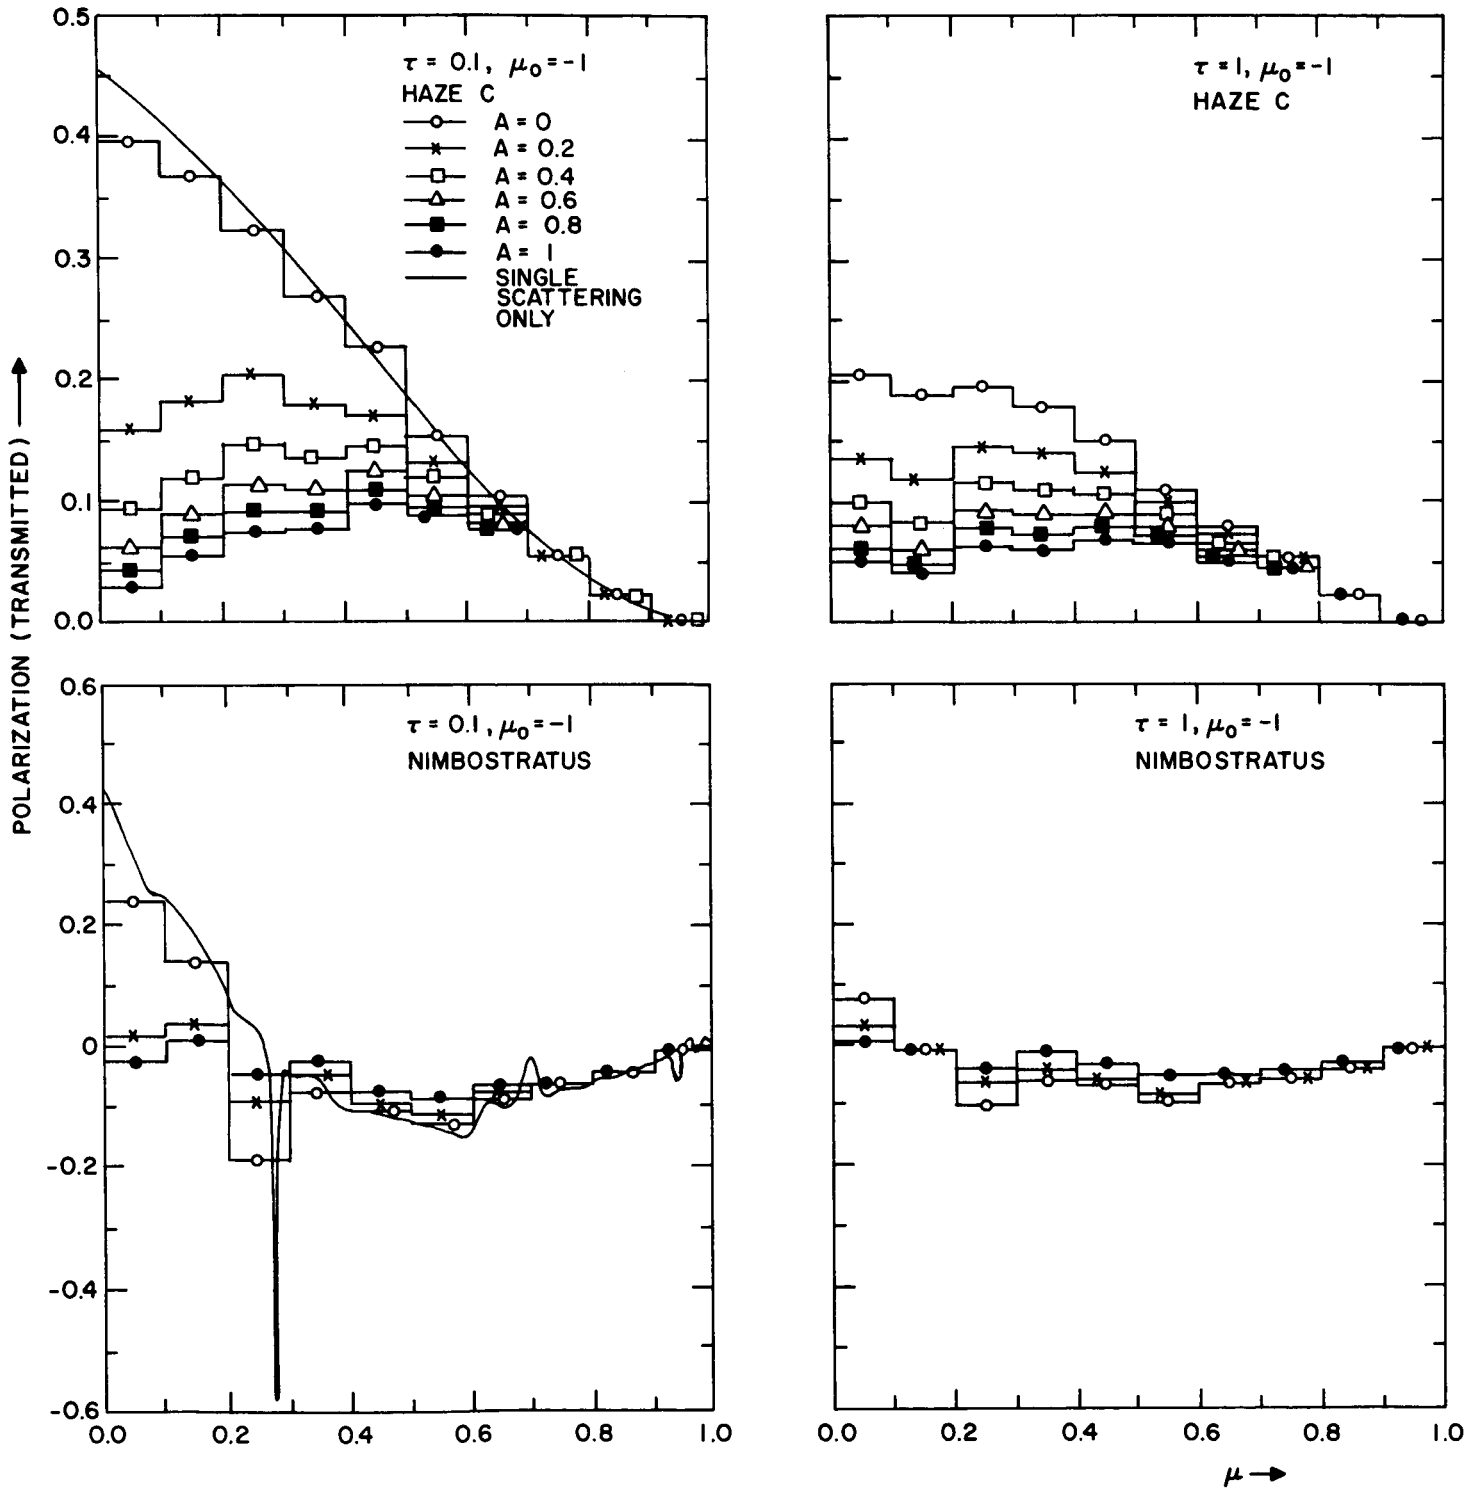 0.5
0.4
0.3
0.2
0.1
0.0
τ = 0.1, μ₀ = -1
HAZE C
A = 0
A = 0.2
A = 0.4
A = 0.6
A = 0.8
A = 1
SINGLE
SCATTERING
ONLY
τ = 1, μ₀ = -1
HAZE C
POLARIZATION (TRANSMITTED) →
0.6
0.4
0.2
0
-0.2
-0.4
-0.6
τ = 0.1, μ₀ = -1
NIMBOSTRATUS
0.0 0.2 0.4 0.6 0.8 1.0
τ = 1, μ₀ = -1
NIMBOSTRATUS
0.0 0.2 0.4 0.6 0.8 1.0
μ →